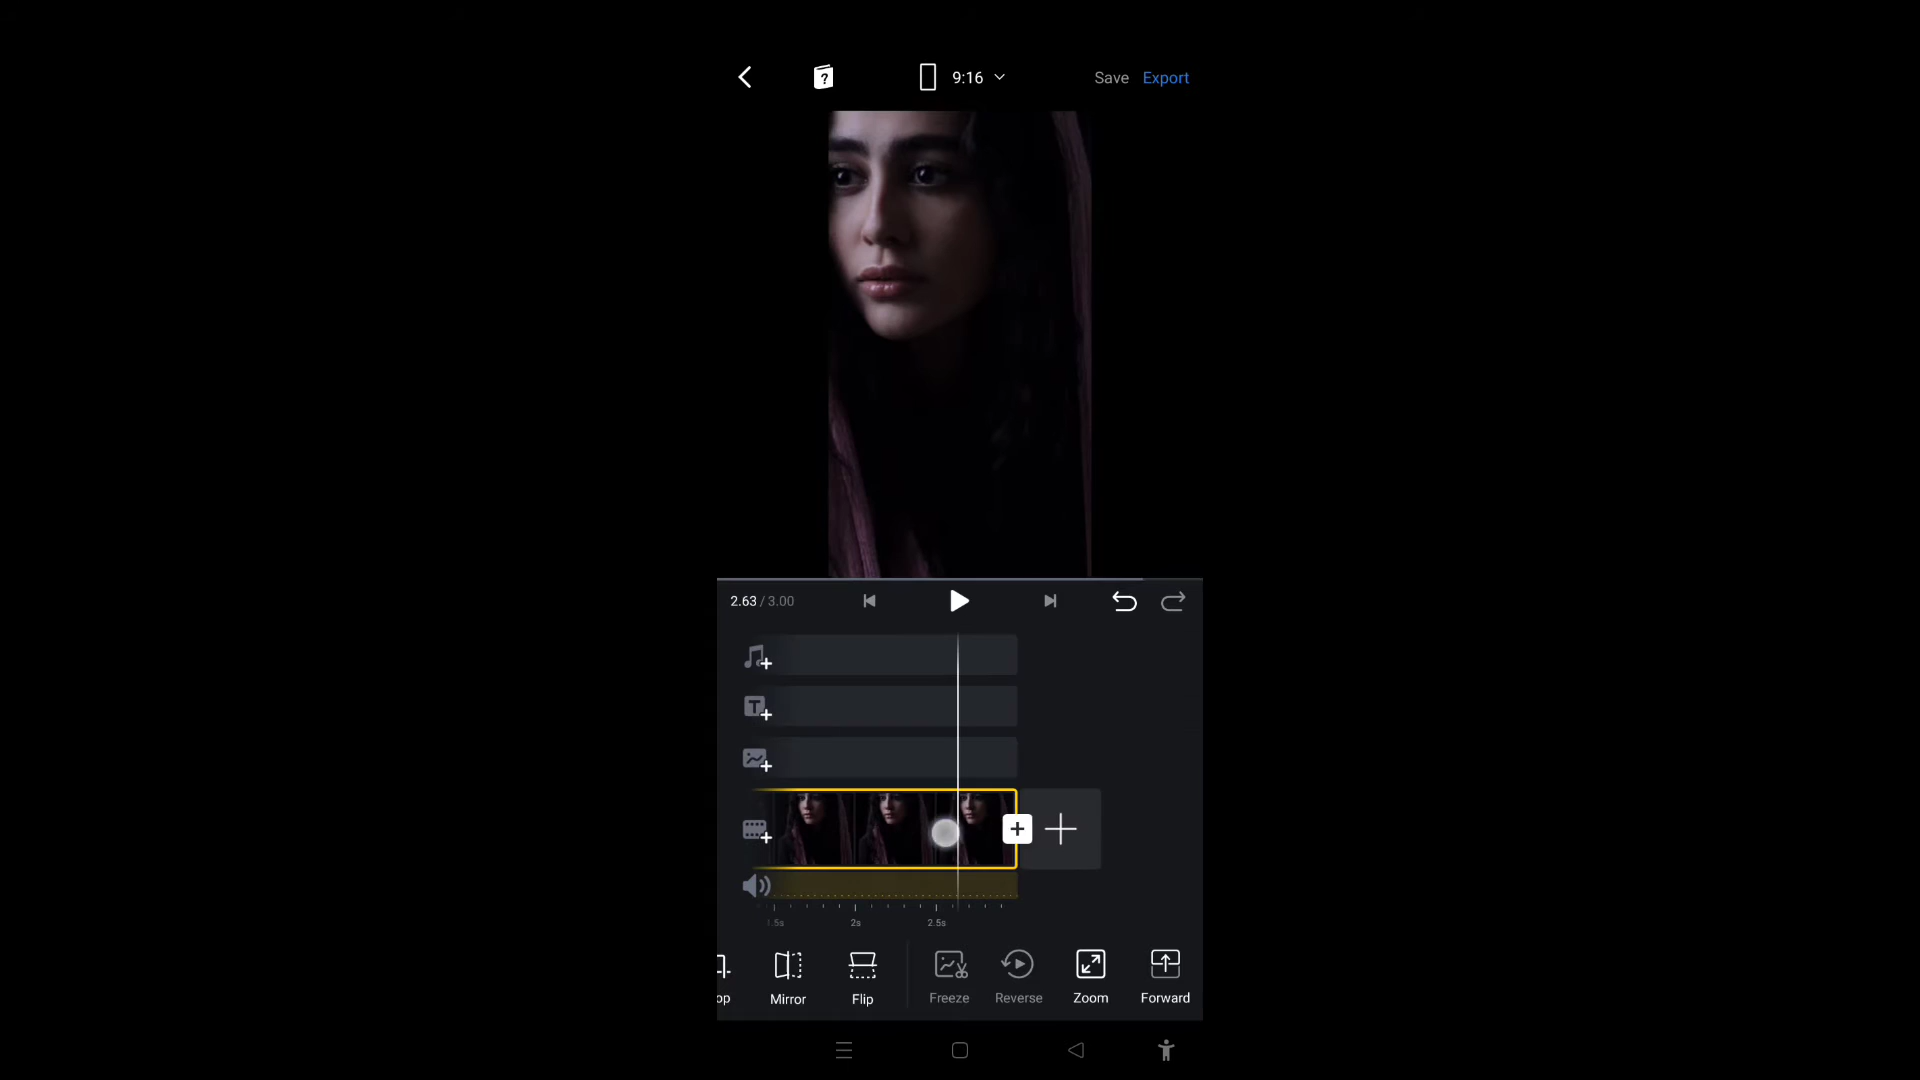 9:16
Save Export
2.63 / 3.00
2s 2.5s
Mirror Flip Freeze Reverse Zoom Forward